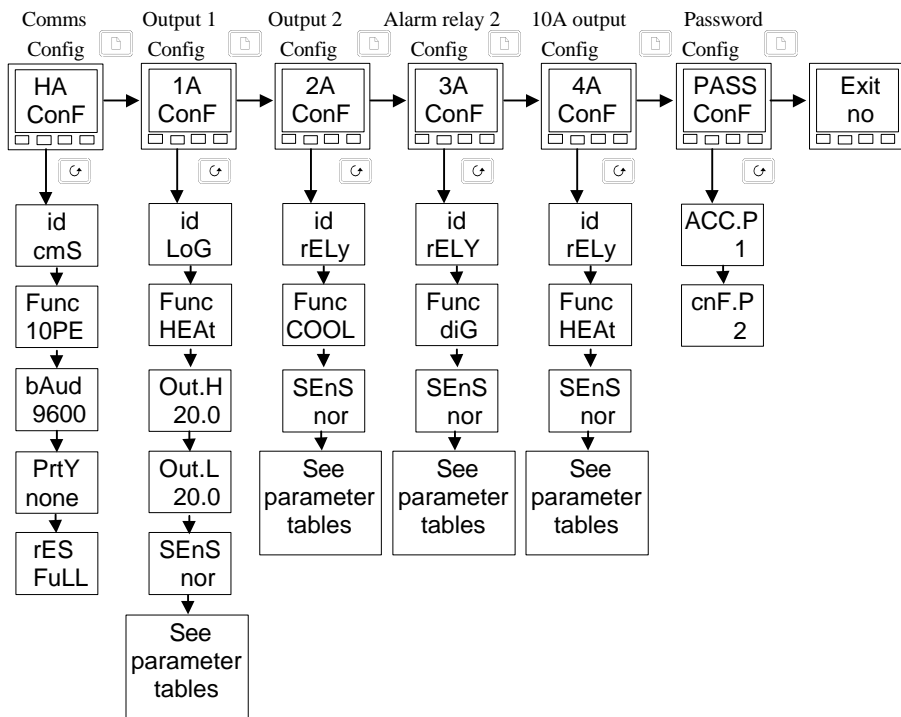 Comms
Config
HA
ConF
id
cmS
Func
10PE
bAud
9600
PrtY
none
rES
FuLL
Output 1
Config
1A
ConF
id
LoG
Func
HEAt
Out.H
20.0
Out.L
20.0
SEnS
nor
See
parameter
tables
Output 2
Config
2A
ConF
id
rELy
Func
COOL
SEnS
nor
See
parameter
tables
Alarm relay 2
Config
3A
ConF
id
rELY
Func
diG
SEnS
nor
See
parameter
tables
10A output
Config
4A
ConF
id
rELy
Func
HEAt
SEnS
nor
See
parameter
tables
Password
Config
PASS
ConF
ACC.P
1
cnF.P
2
Exit
no